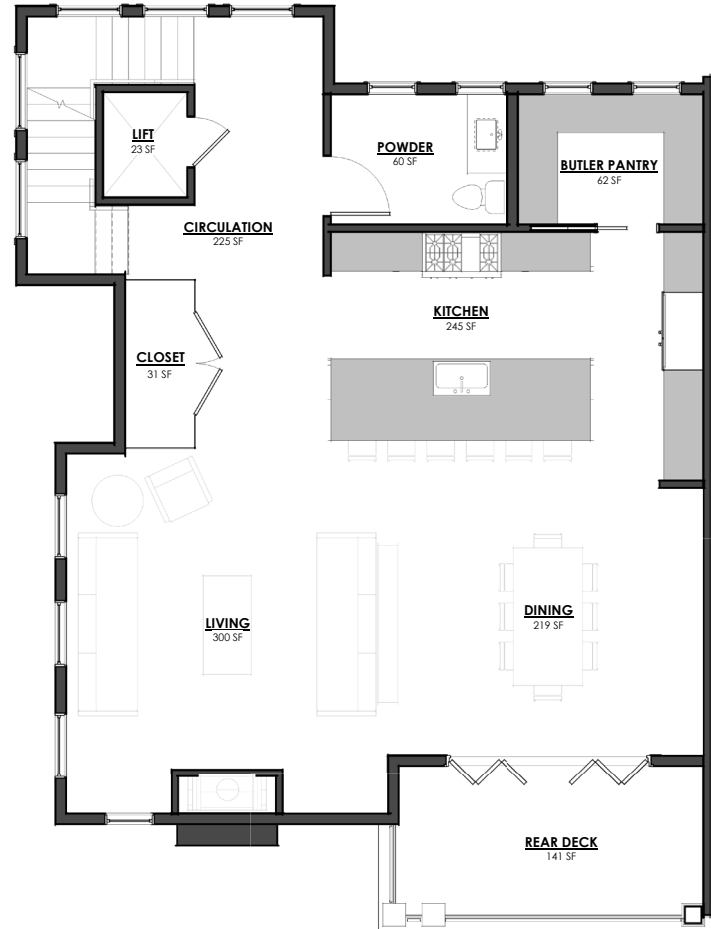 LIFT
23 SF
POWDER
60 SF
BUTLER PANTRY
62 SF
CIRCULATION
225 SF
KITCHEN
245 SF
CLOSET
31 SF
LIVING
300 SF
DINING
219 SF
REAR DECK
141 SF